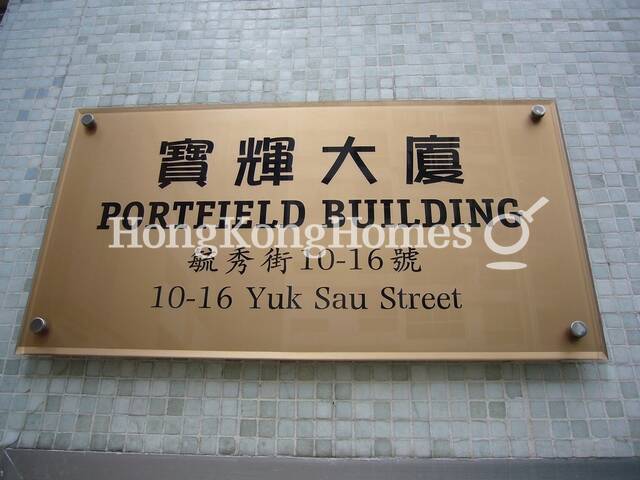 寶輝大廈
PORTFIELD BUILDING
HongKongHomes
毓秀街10-16號
10-16 Yuk Sau Street